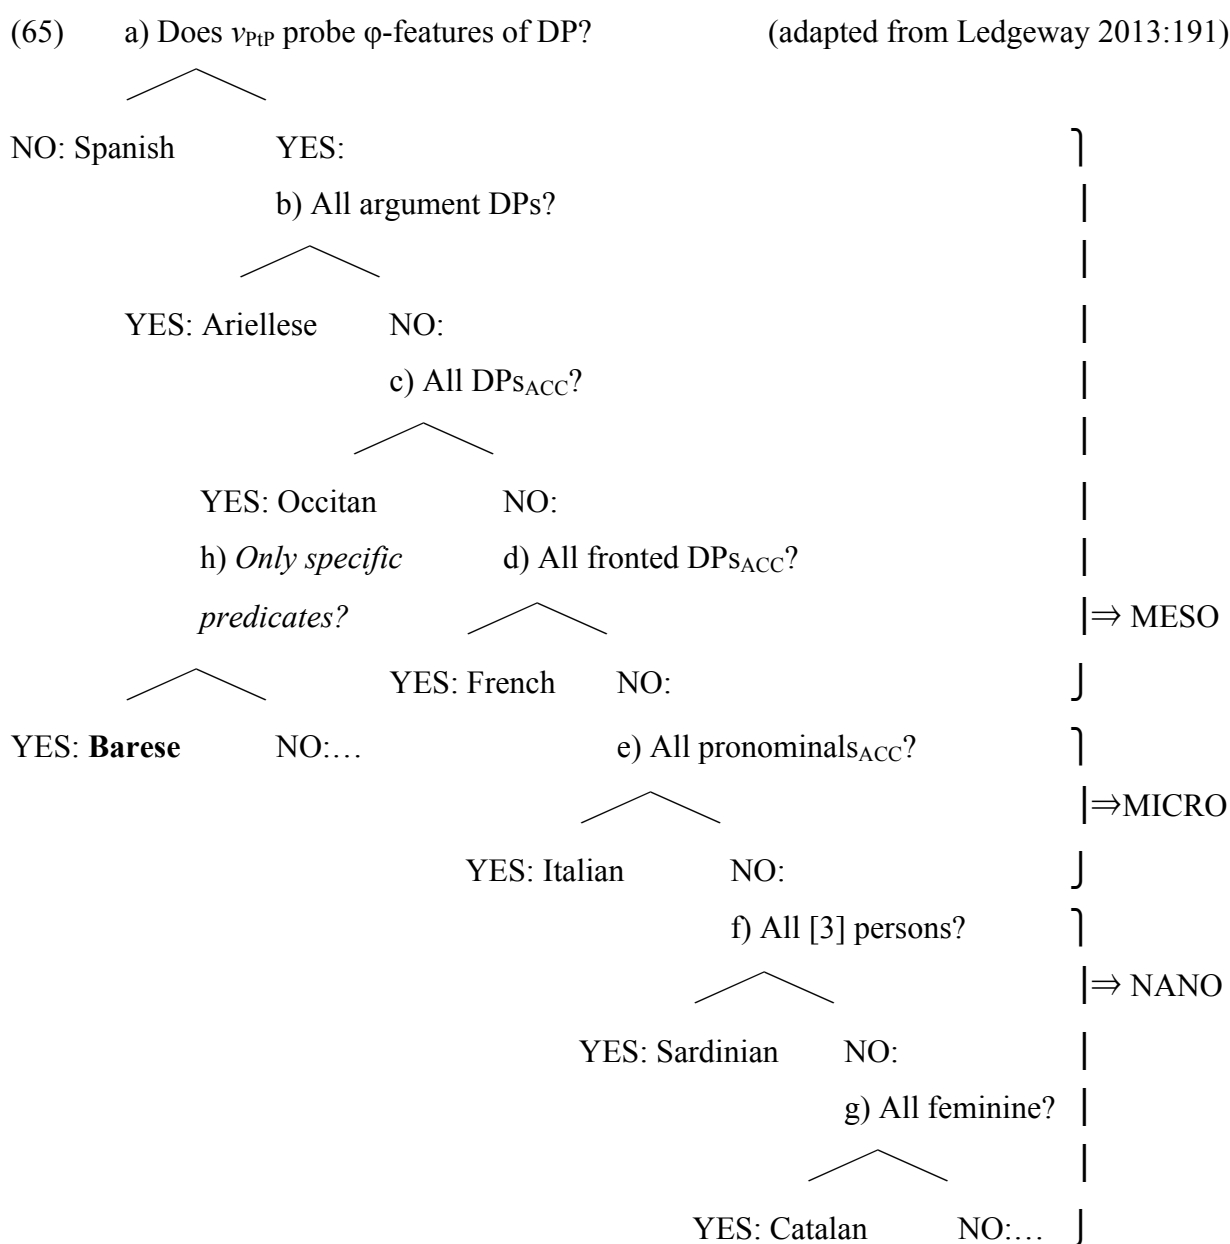 (65) a) Does vPtP probe φ-features of DP? (adapted from Ledgeway 2013:191)
NO: Spanish YES:
b) All argument DPs?
YES: Ariellese NO:
c) All DPsACC?
YES: Occitan NO:
h) Only specific d) All fronted DPsACC?
predicates? ⇒ MESO
YES: French NO:
YES: Barese NO:… e) All pronominalsACC?
⇒MICRO
YES: Italian NO:
f) All [3] persons?
⇒ NANO
YES: Sardinian NO:
g) All feminine?
YES: Catalan NO:…